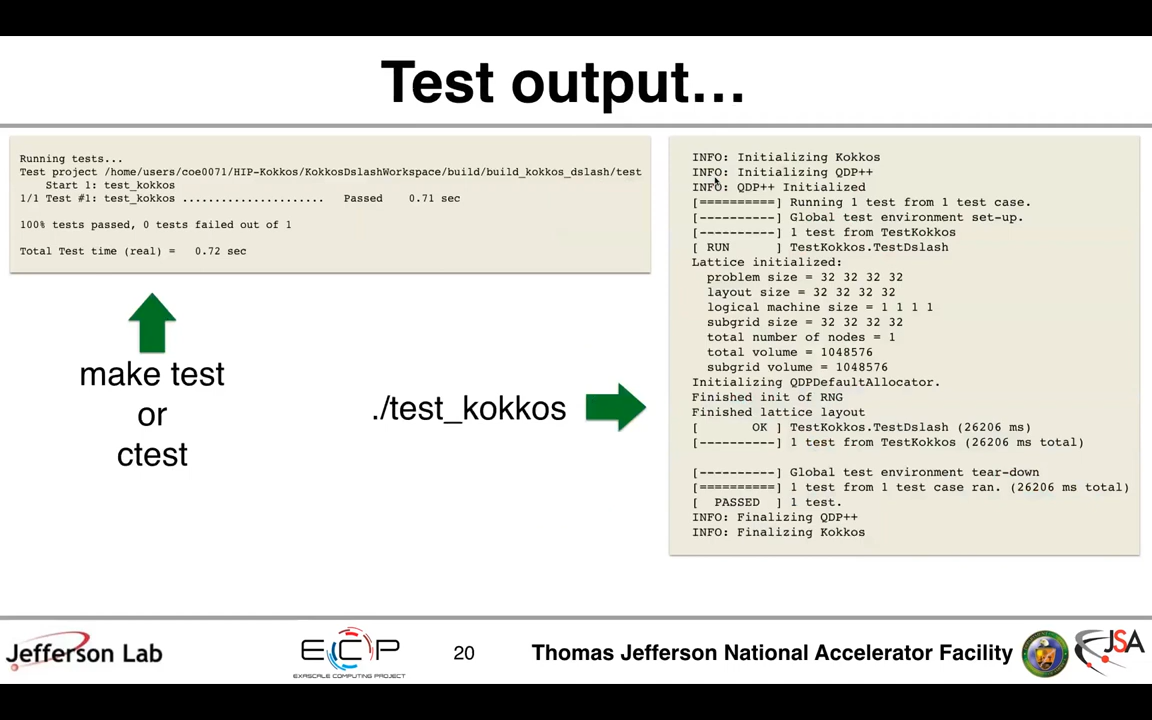 Test output…
Running tests...
Test project /home/users/coe0071/HIP-Kokkos/KokkosDslashWorkspace/build/build_kokkos_dslash/test
Start 1: test_kokkos
1/1 Test #1: test_kokkos ...................... Passed 0.71 sec
100% tests passed, 0 tests failed out of 1
Total Test time (real) = 0.72 sec
make test
or
ctest
./test_kokkos
INFO: Initializing Kokkos
INFO: Initializing QDP++
INFO: QDP++ Initialized
[==========] Running 1 test from 1 test case.
[----------] Global test environment set-up.
[----------] 1 test from TestKokkos
[ RUN      ] TestKokkos.TestDslash
Lattice initialized:
problem size = 32 32 32 32
layout size = 32 32 32 32
logical machine size = 1 1 1 1
subgrid size = 32 32 32 32
total number of nodes = 1
total volume = 1048576
subgrid volume = 1048576
Initializing QDPDefaultAllocator.
Finished init of RNG
Finished lattice layout
[       OK ] TestKokkos.TestDslash (26206 ms)
[----------] 1 test from TestKokkos (26206 ms total)
[----------] Global test environment tear-down
[==========] 1 test from 1 test case ran. (26206 ms total)
[  PASSED  ] 1 test.
INFO: Finalizing QDP++
INFO: Finalizing Kokkos
Jefferson Lab
ECP
EXASCALE COMPUTING PROJECT
20
Thomas Jefferson National Accelerator Facility
JSA